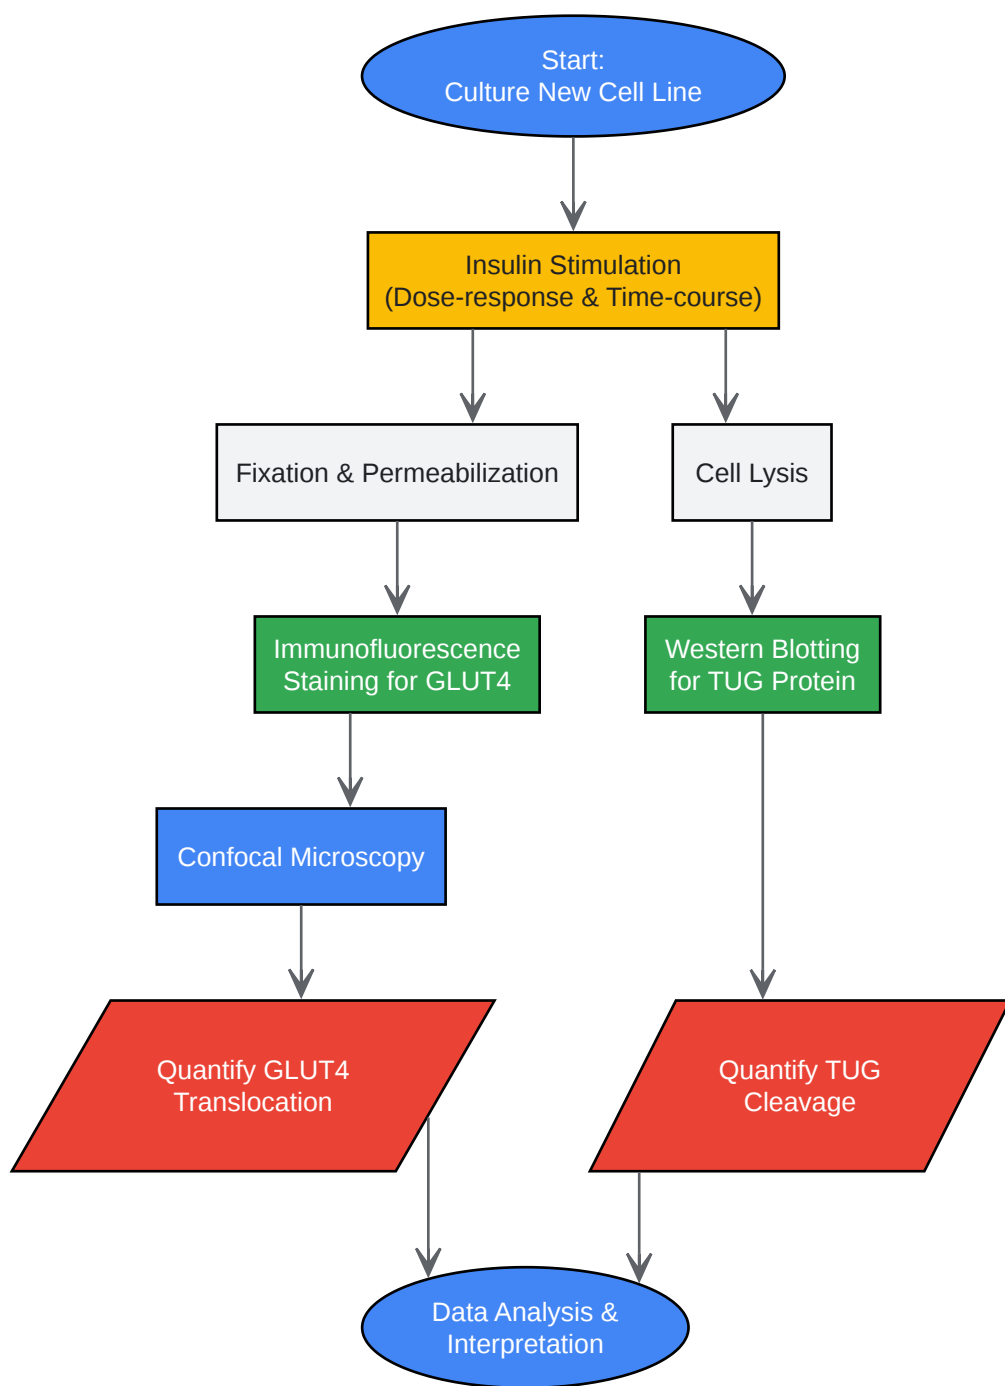 Start:
Culture New Cell Line
Insulin Stimulation
(Dose-response & Time-course)
Fixation & Permeabilization
Cell Lysis
Immunofluorescence
Staining for GLUT4
Western Blotting
for TUG Protein
Confocal Microscopy
Quantify GLUT4
Translocation
Quantify TUG
Cleavage
Data Analysis &
Interpretation